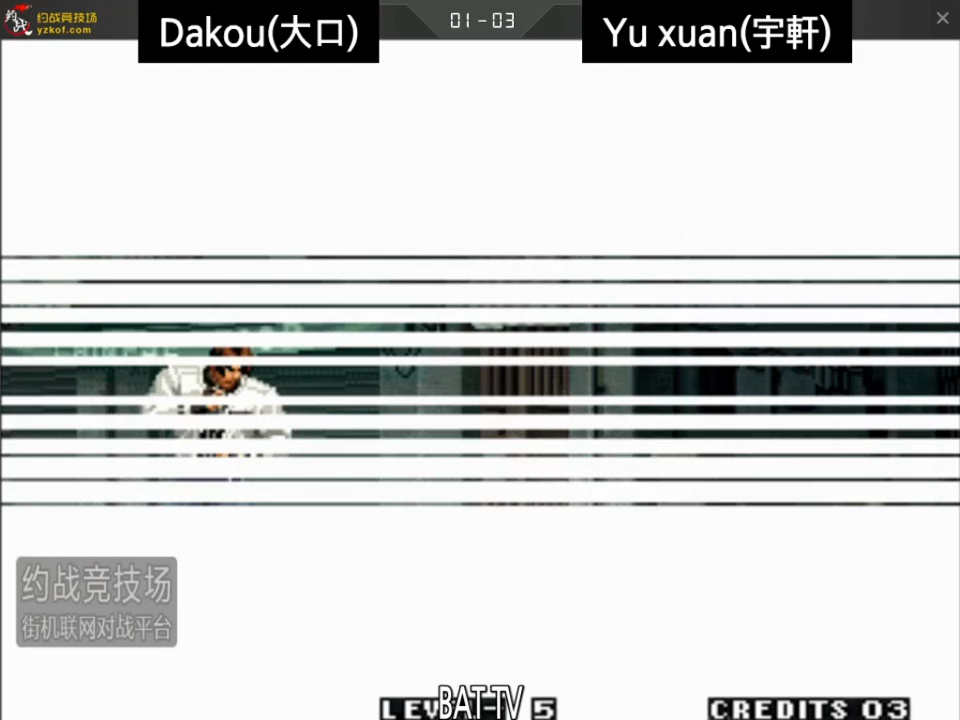 约战竞技场
yzkof.com
Dakou(大口)
01-03
Yu xuan(宇軒)
约战竞技场
街机联网对战平台
BAT-TV
5
CREDITS 03